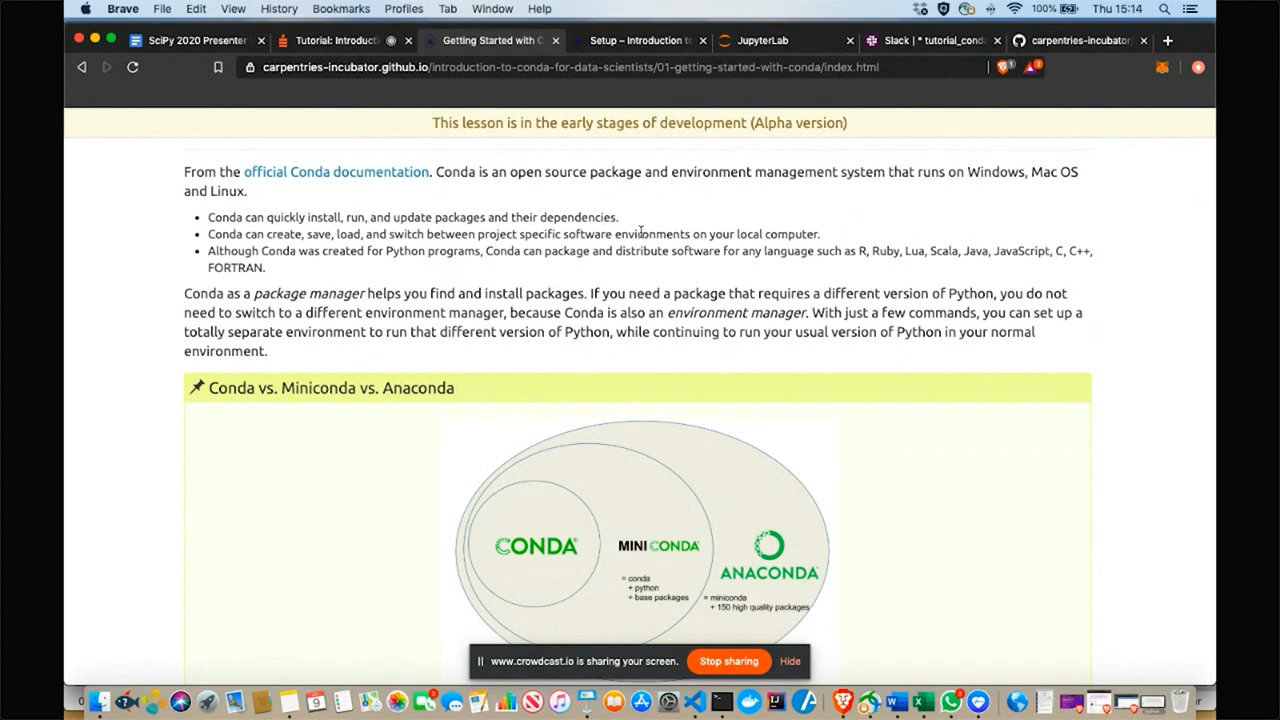 Brave File Edit View History Bookmarks Profiles Tab Window Help 100% Thu 15:14
SciPy 2020 Presenter Tutorial: Introducti Getting Started with C Setup – Introduction to JupyterLab Slack | * tutorial_cond carpentries-incubator/
carpentries-incubator.github.io/introduction-to-conda-for-data-scientists/01-getting-started-with-conda/index.html
This lesson is in the early stages of development (Alpha version)
From the official Conda documentation. Conda is an open source package and environment management system that runs on Windows, Mac OS
and Linux.
• Conda can quickly install, run, and update packages and their dependencies.
• Conda can create, save, load, and switch between project specific software environments on your local computer.
• Although Conda was created for Python programs, Conda can package and distribute software for any language such as R, Ruby, Lua, Scala, Java, JavaScript, C, C++,
FORTRAN.
Conda as a package manager helps you find and install packages. If you need a package that requires a different version of Python, you do not
need to switch to a different environment manager, because Conda is also an environment manager. With just a few commands, you can set up a
totally separate environment to run that different version of Python, while continuing to run your usual version of Python in your normal
environment.
Conda vs. Miniconda vs. Anaconda
CONDA
MINICONDA
= conda
+ python
+ base packages
ANACONDA
= miniconda
+ 150 high quality packages
www.crowdcast.io is sharing your screen. Stop sharing Hide